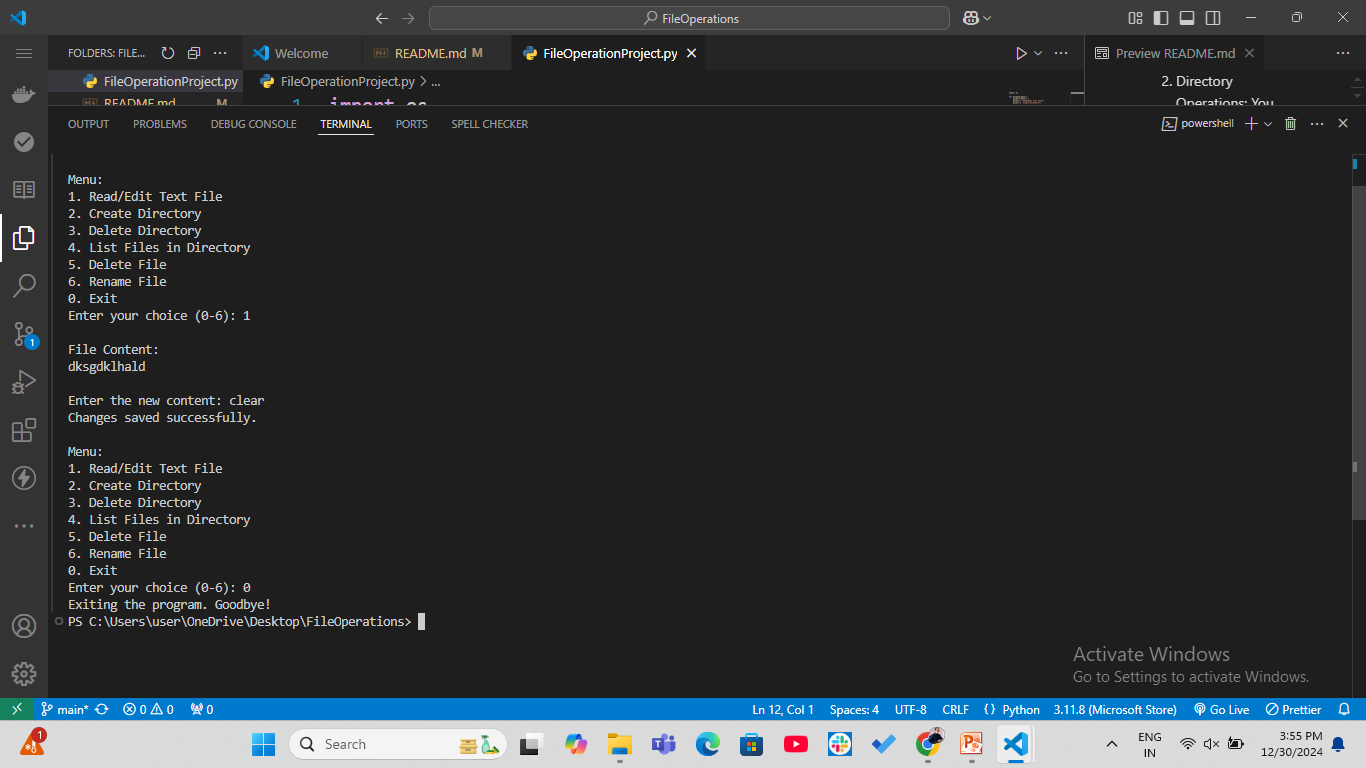 FileOperations
FOLDERS: FILE...
Welcome
README.md M
FileOperationProject.py
Preview README.md
FileOperationProject.py
FileOperationProject.py > ...
2. Directory
README.md M
1 import os
Operations: You
OUTPUT PROBLEMS DEBUG CONSOLE TERMINAL PORTS SPELL CHECKER
powershell
Menu:
1. Read/Edit Text File
2. Create Directory
3. Delete Directory
4. List Files in Directory
5. Delete File
6. Rename File
0. Exit
Enter your choice (0-6): 1
File Content:
dksgdklhald
Enter the new content: clear
Changes saved successfully.
Menu:
1. Read/Edit Text File
2. Create Directory
3. Delete Directory
4. List Files in Directory
5. Delete File
6. Rename File
0. Exit
Enter your choice (0-6): 0
Exiting the program. Goodbye!
PS C:\Users\user\OneDrive\Desktop\FileOperations>
1
Activate Windows
Go to Settings to activate Windows.
main* 0 0 0 Ln 12, Col 1 Spaces: 4 UTF-8 CRLF {} Python 3.11.8 (Microsoft Store) Go Live Prettier
1
Search
ENG
IN
3:55 PM
12/30/2024